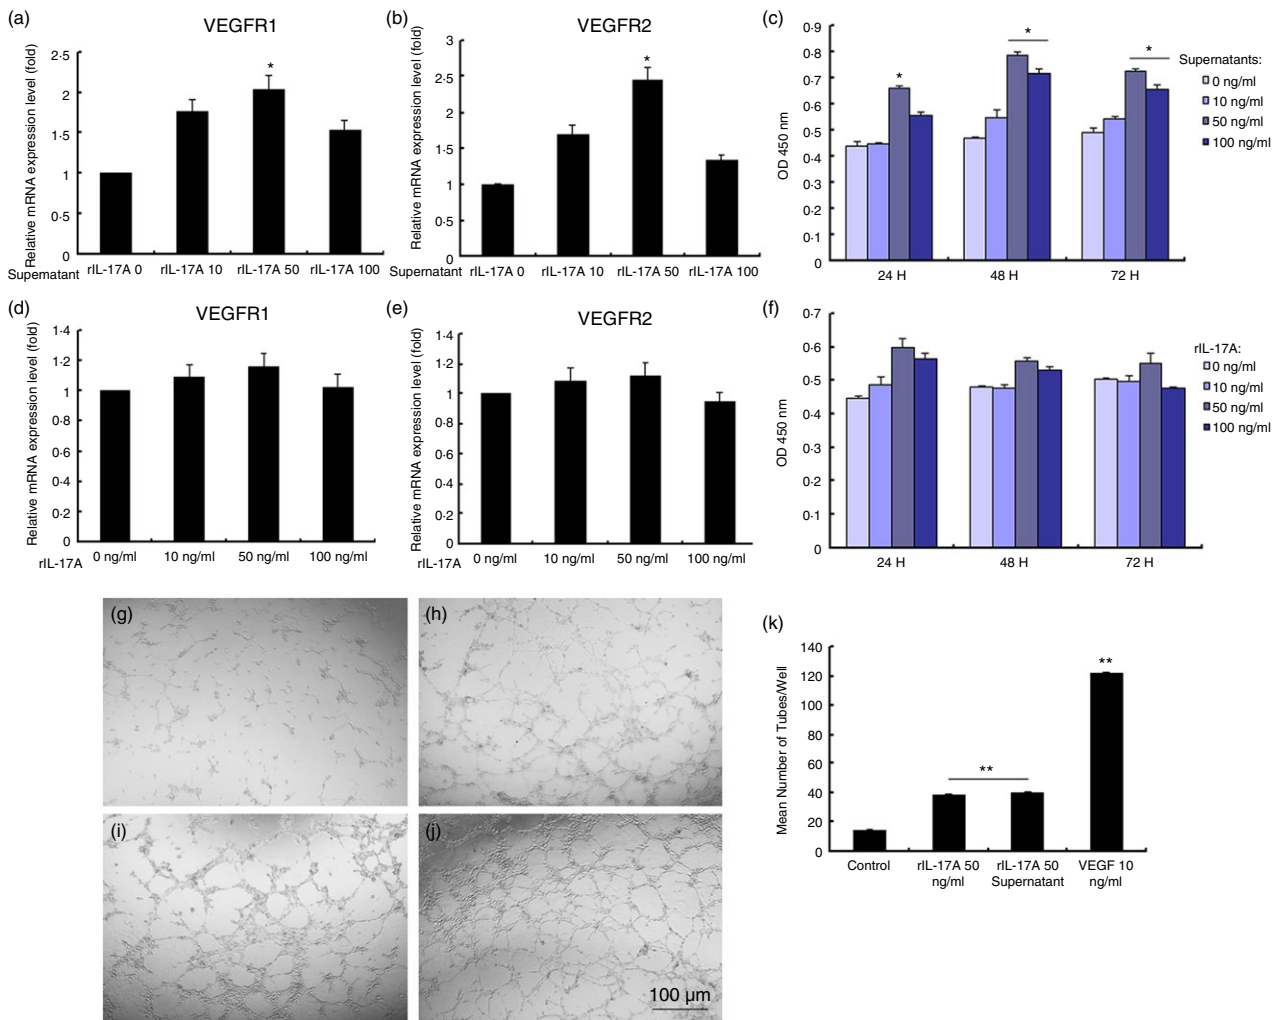 (a)
VEGFR1
Relative mRNA expression level (fold)
2·5
2
1·5
1
0·5
0
*
Supernatant
rIL-17A 0
rIL-17A 10
rIL-17A 50
rIL-17A 100
(b)
VEGFR2
Relative mRNA expression level (fold)
3
2·5
2
1·5
1
0·5
0
*
Supernatant
rIL-17A 0
rIL-17A 10
rIL-17A 50
rIL-17A 100
(c)
OD 450 nm
0·9
0·8
0·7
0·6
0·5
0·4
0·3
0·2
0·1
0
*
*
*
24 H
48 H
72 H
Supernatants:
0 ng/ml
10 ng/ml
50 ng/ml
100 ng/ml
(d)
VEGFR1
Relative mRNA expression level (fold)
1·4
1·2
1
0·8
0·6
0·4
0·2
0
rIL-17A
0 ng/ml
10 ng/ml
50 ng/ml
100 ng/ml
(e)
VEGFR2
Relative mRNA expression level (fold)
1·4
1·2
1
0·8
0·6
0·4
0·2
0
rIL-17A
0 ng/ml
10 ng/ml
50 ng/ml
100 ng/ml
(f)
OD 450 nm
0·7
0·6
0·5
0·4
0·3
0·2
0·1
0
24 H
48 H
72 H
rIL-17A:
0 ng/ml
10 ng/ml
50 ng/ml
100 ng/ml
(g)
(h)
(i)
(j)
100 µm
(k)
Mean Number of Tubes/Well
140
120
100
80
60
40
20
0
**
**
Control
rIL-17A 50
ng/ml
rIL-17A 50
Supernatant
VEGF 10
ng/ml